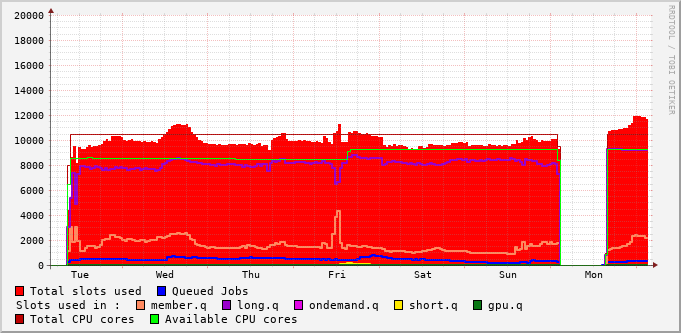 20000
18000
16000
14000
12000
10000
8000
6000
4000
2000
0
Tue Wed Thu Fri Sat Sun Mon
Total slots used Queued Jobs
Slots used in : member.q long.q ondemand.q short.q gpu.q
Total CPU cores Available CPU cores
RRDTOOL / TOBI OETIKER